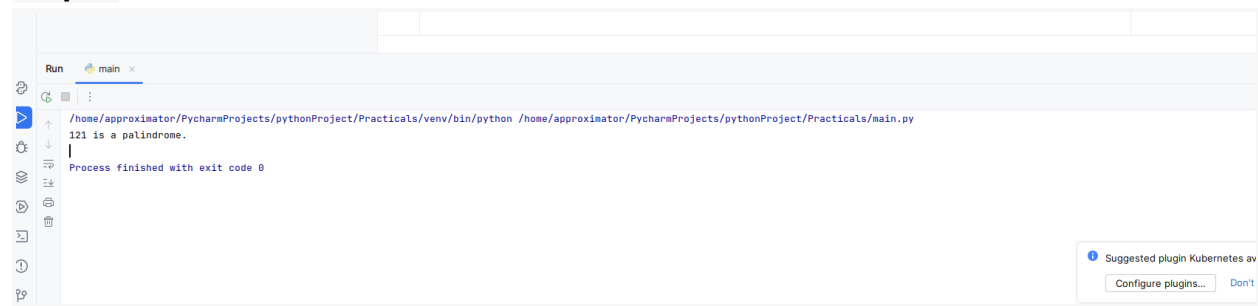 Run main
/home/approximator/PycharmProjects/pythonProject/Practicals/venv/bin/python /home/approximator/PycharmProjects/pythonProject/Practicals/main.py
121 is a palindrome.
Process finished with exit code 0
Suggested plugin Kubernetes av
Configure plugins... Don't